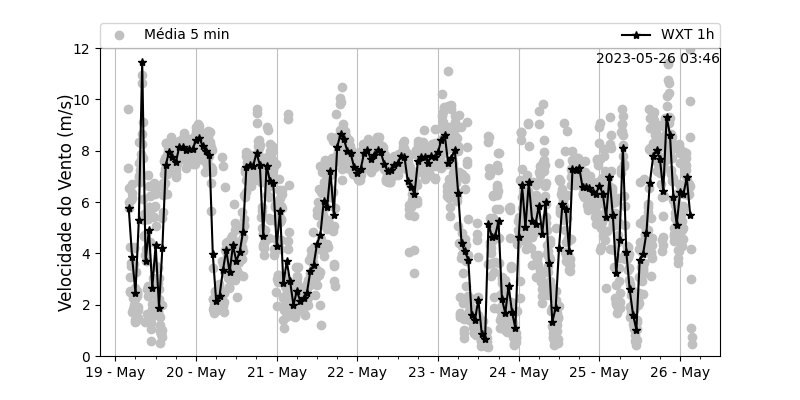 Média 5 min
WXT 1h
2023-05-26 03:46
Velocidade do Vento (m/s)
12
10
8
6
4
2
0
19 - May 20 - May 21 - May 22 - May 23 - May 24 - May 25 - May 26 - May